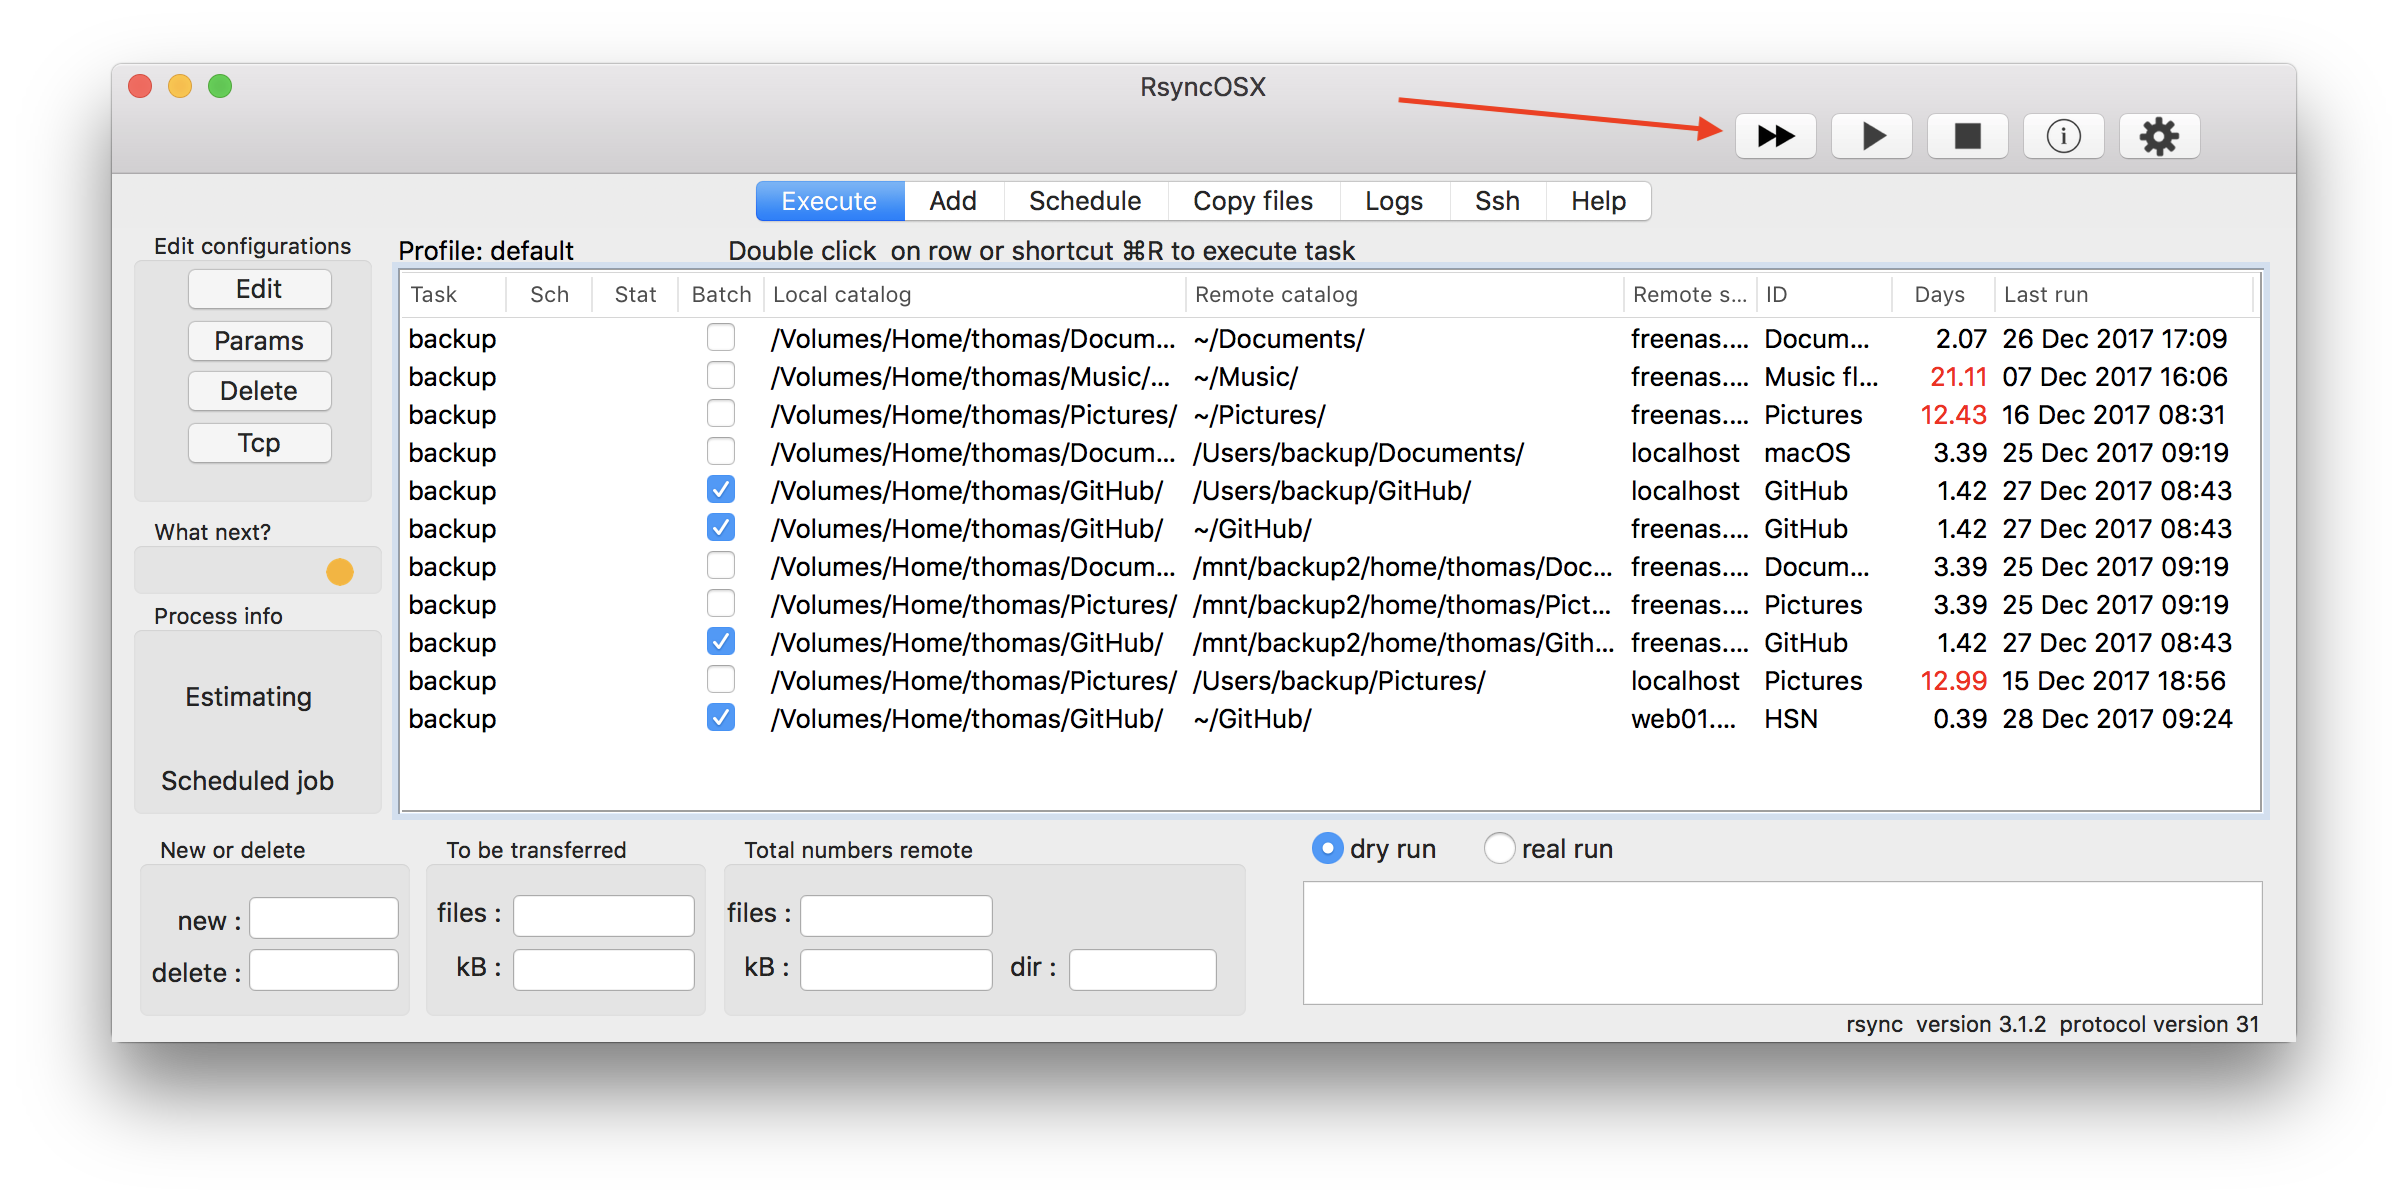 RsyncOSX
Execute Add Schedule Copy files Logs Ssh Help
Edit configurations
Edit
Params
Delete
Tcp
What next?
Process info
Estimating
Scheduled job
Profile: default Double click on row or shortcut ⌘R to execute task
Task Sch Stat Batch Local catalog Remote catalog Remote s... ID Days Last run
backup /Volumes/Home/thomas/Docum... ~/Documents/ freenas.... Docum... 2.07 26 Dec 2017 17:09
backup /Volumes/Home/thomas/Music/... ~/Music/ freenas.... Music fl... 21.11 07 Dec 2017 16:06
backup /Volumes/Home/thomas/Pictures/ ~/Pictures/ freenas.... Pictures 12.43 16 Dec 2017 08:31
backup /Volumes/Home/thomas/Docum... /Users/backup/Documents/ localhost macOS 3.39 25 Dec 2017 09:19
backup /Volumes/Home/thomas/GitHub/ /Users/backup/GitHub/ localhost GitHub 1.42 27 Dec 2017 08:43
backup /Volumes/Home/thomas/GitHub/ ~/GitHub/ freenas.... GitHub 1.42 27 Dec 2017 08:43
backup /Volumes/Home/thomas/Docum... /mnt/backup2/home/thomas/Doc... freenas.... Docum... 3.39 25 Dec 2017 09:19
backup /Volumes/Home/thomas/Pictures/ /mnt/backup2/home/thomas/Pict... freenas.... Pictures 3.39 25 Dec 2017 09:19
backup /Volumes/Home/thomas/GitHub/ /mnt/backup2/home/thomas/Gith... freenas.... GitHub 1.42 27 Dec 2017 08:43
backup /Volumes/Home/thomas/Pictures/ /Users/backup/Pictures/ localhost Pictures 12.99 15 Dec 2017 18:56
backup /Volumes/Home/thomas/GitHub/ ~/GitHub/ web01.... HSN 0.39 28 Dec 2017 09:24
New or delete
new :
delete :
To be transferred
files :
kB :
Total numbers remote
files :
kB : dir :
dry run real run
rsync version 3.1.2 protocol version 31